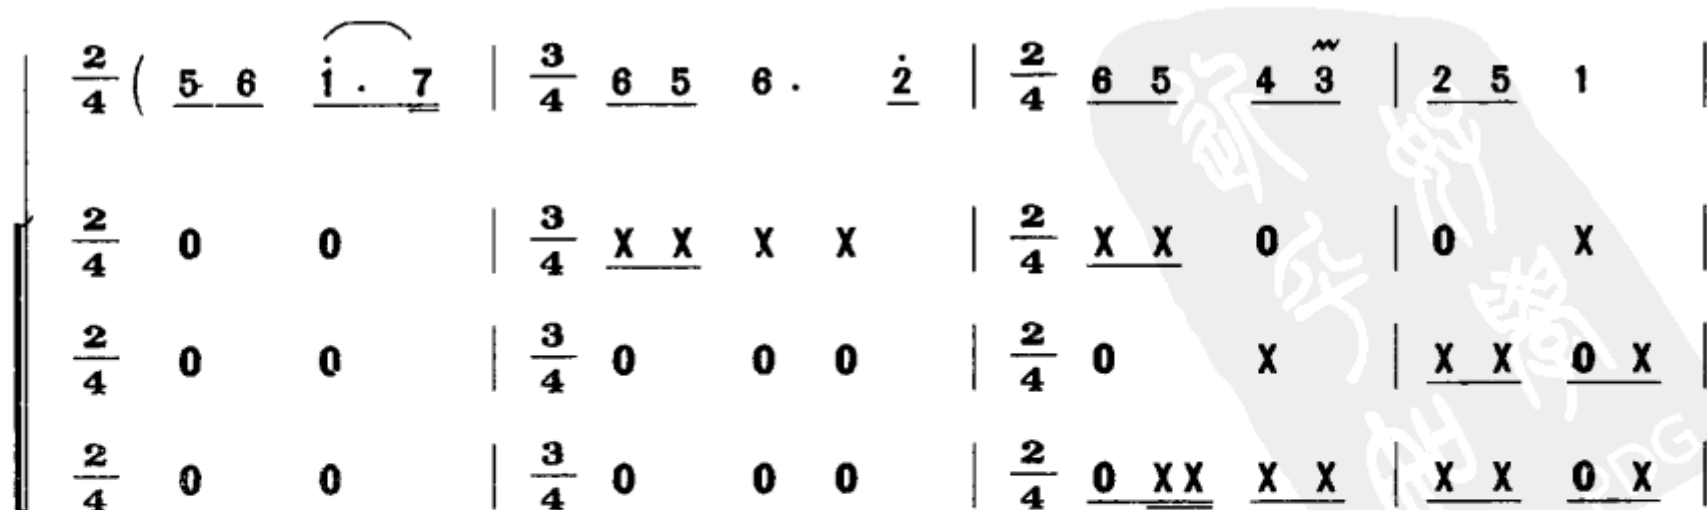 2/4 ( 5 6 i̇ . 7 | 3/4 6 5 6 . 2̇ | 2/4 6 5 4 3 | 2 5 1 |
2/4 0 0 | 3/4 X X X X | 2/4 X X 0 | 0 X |
2/4 0 0 | 3/4 0 0 0 | 2/4 0 X | X X 0 X |
2/4 0 0 | 3/4 0 0 0 | 2/4 0 X X X X | X X 0 X |